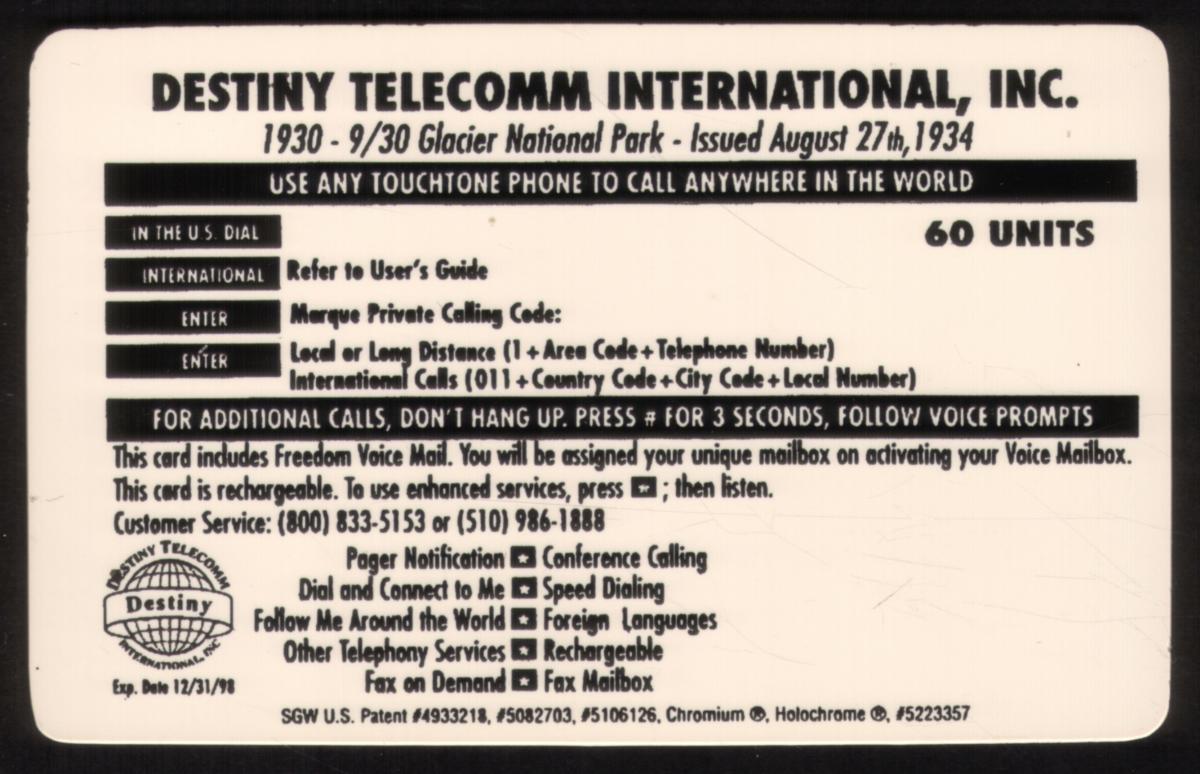 DESTINY TELECOMM INTERNATIONAL, INC.
1930 - 9/30 Glacier National Park - Issued August 27th, 1934
USE ANY TOUCHTONE PHONE TO CALL ANYWHERE IN THE WORLD
IN THE U.S. DIAL
60 UNITS
INTERNATIONAL Refer to User's Guide
ENTER Marque Private Calling Code:
ENTER Local or Long Distance (1+Area Code+Telephone Number)
International Calls (011+Country Code+City Code+Local Number)
FOR ADDITIONAL CALLS, DON'T HANG UP. PRESS # FOR 3 SECONDS, FOLLOW VOICE PROMPTS
This card includes Freedom Voice Mail. You will be assigned your unique mailbox on activating your Voice Mailbox.
This card is rechargeable. To use enhanced services, press ★ ; then listen.
Customer Service: (800) 833-5153 or (510) 986-1888
Pager Notification ★ Conference Calling
Dial and Connect to Me ★ Speed Dialing
Follow Me Around the World ★ Foreign Languages
Other Telephony Services ★ Rechargeable
Fax on Demand ★ Fax Mailbox
DESTINY TELECOMM
Destiny
INTERNATIONAL, INC
Exp. Date 12/31/98
SGW U.S. Patent #4933218, #5082703, #5106126, Chromium ®, Holochrome ®, #5223357